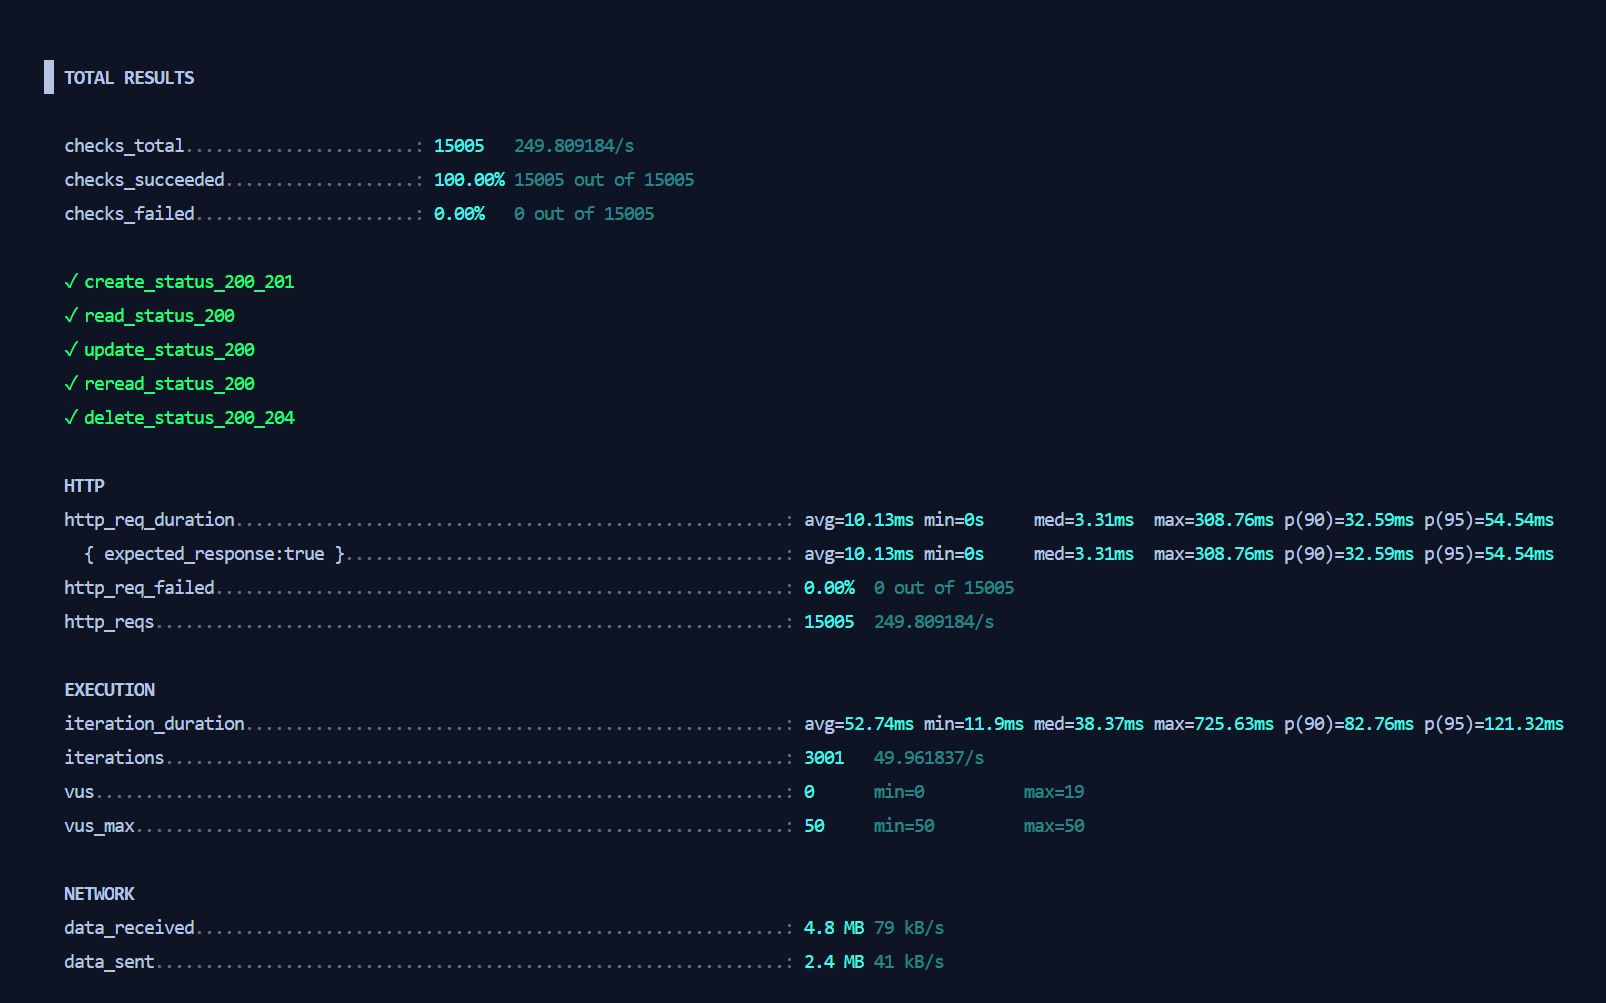 TOTAL RESULTS
checks_total.......................: 15005 249.809184/s
checks_succeeded...................: 100.00% 15005 out of 15005
checks_failed......................: 0.00% 0 out of 15005
✓ create_status_200_201
✓ read_status_200
✓ update_status_200
✓ reread_status_200
✓ delete_status_200_204
HTTP
http_req_duration.......................................................: avg=10.13ms min=0s med=3.31ms max=308.76ms p(90)=32.59ms p(95)=54.54ms
{ expected_response:true }............................................: avg=10.13ms min=0s med=3.31ms max=308.76ms p(90)=32.59ms p(95)=54.54ms
http_req_failed.........................................................: 0.00% 0 out of 15005
http_reqs...............................................................: 15005 249.809184/s
EXECUTION
iteration_duration......................................................: avg=52.74ms min=11.9ms med=38.37ms max=725.63ms p(90)=82.76ms p(95)=121.32ms
iterations..............................................................: 3001 49.961837/s
vus.....................................................................: 0 min=0 max=19
vus_max.................................................................: 50 min=50 max=50
NETWORK
data_received...........................................................: 4.8 MB 79 kB/s
data_sent...............................................................: 2.4 MB 41 kB/s